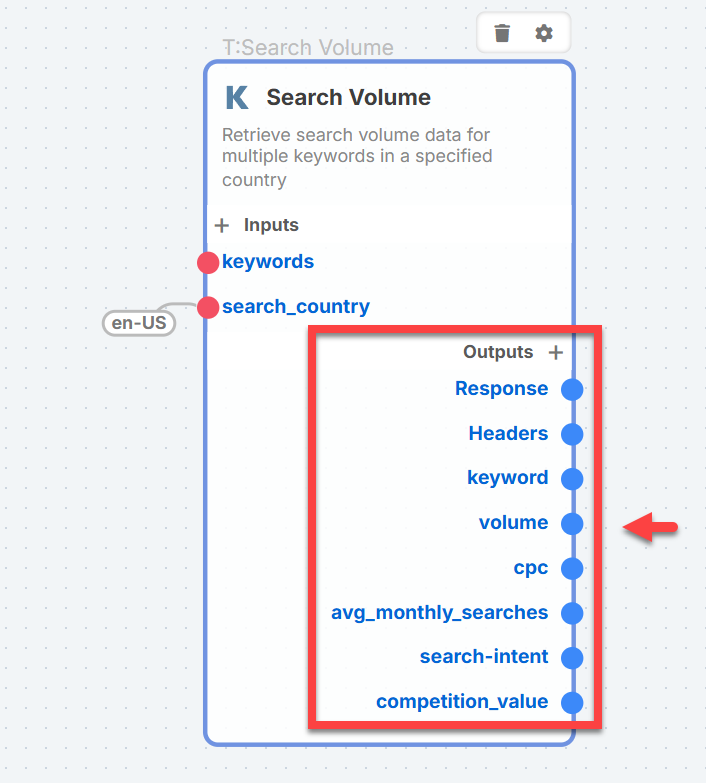 T:Search Volume
K Search Volume
Retrieve search volume data for
multiple keywords in a specified
country
+ Inputs
keywords
search_country
en-US
Outputs +
Response
Headers
keyword
volume
cpc
avg_monthly_searches
search-intent
competition_value